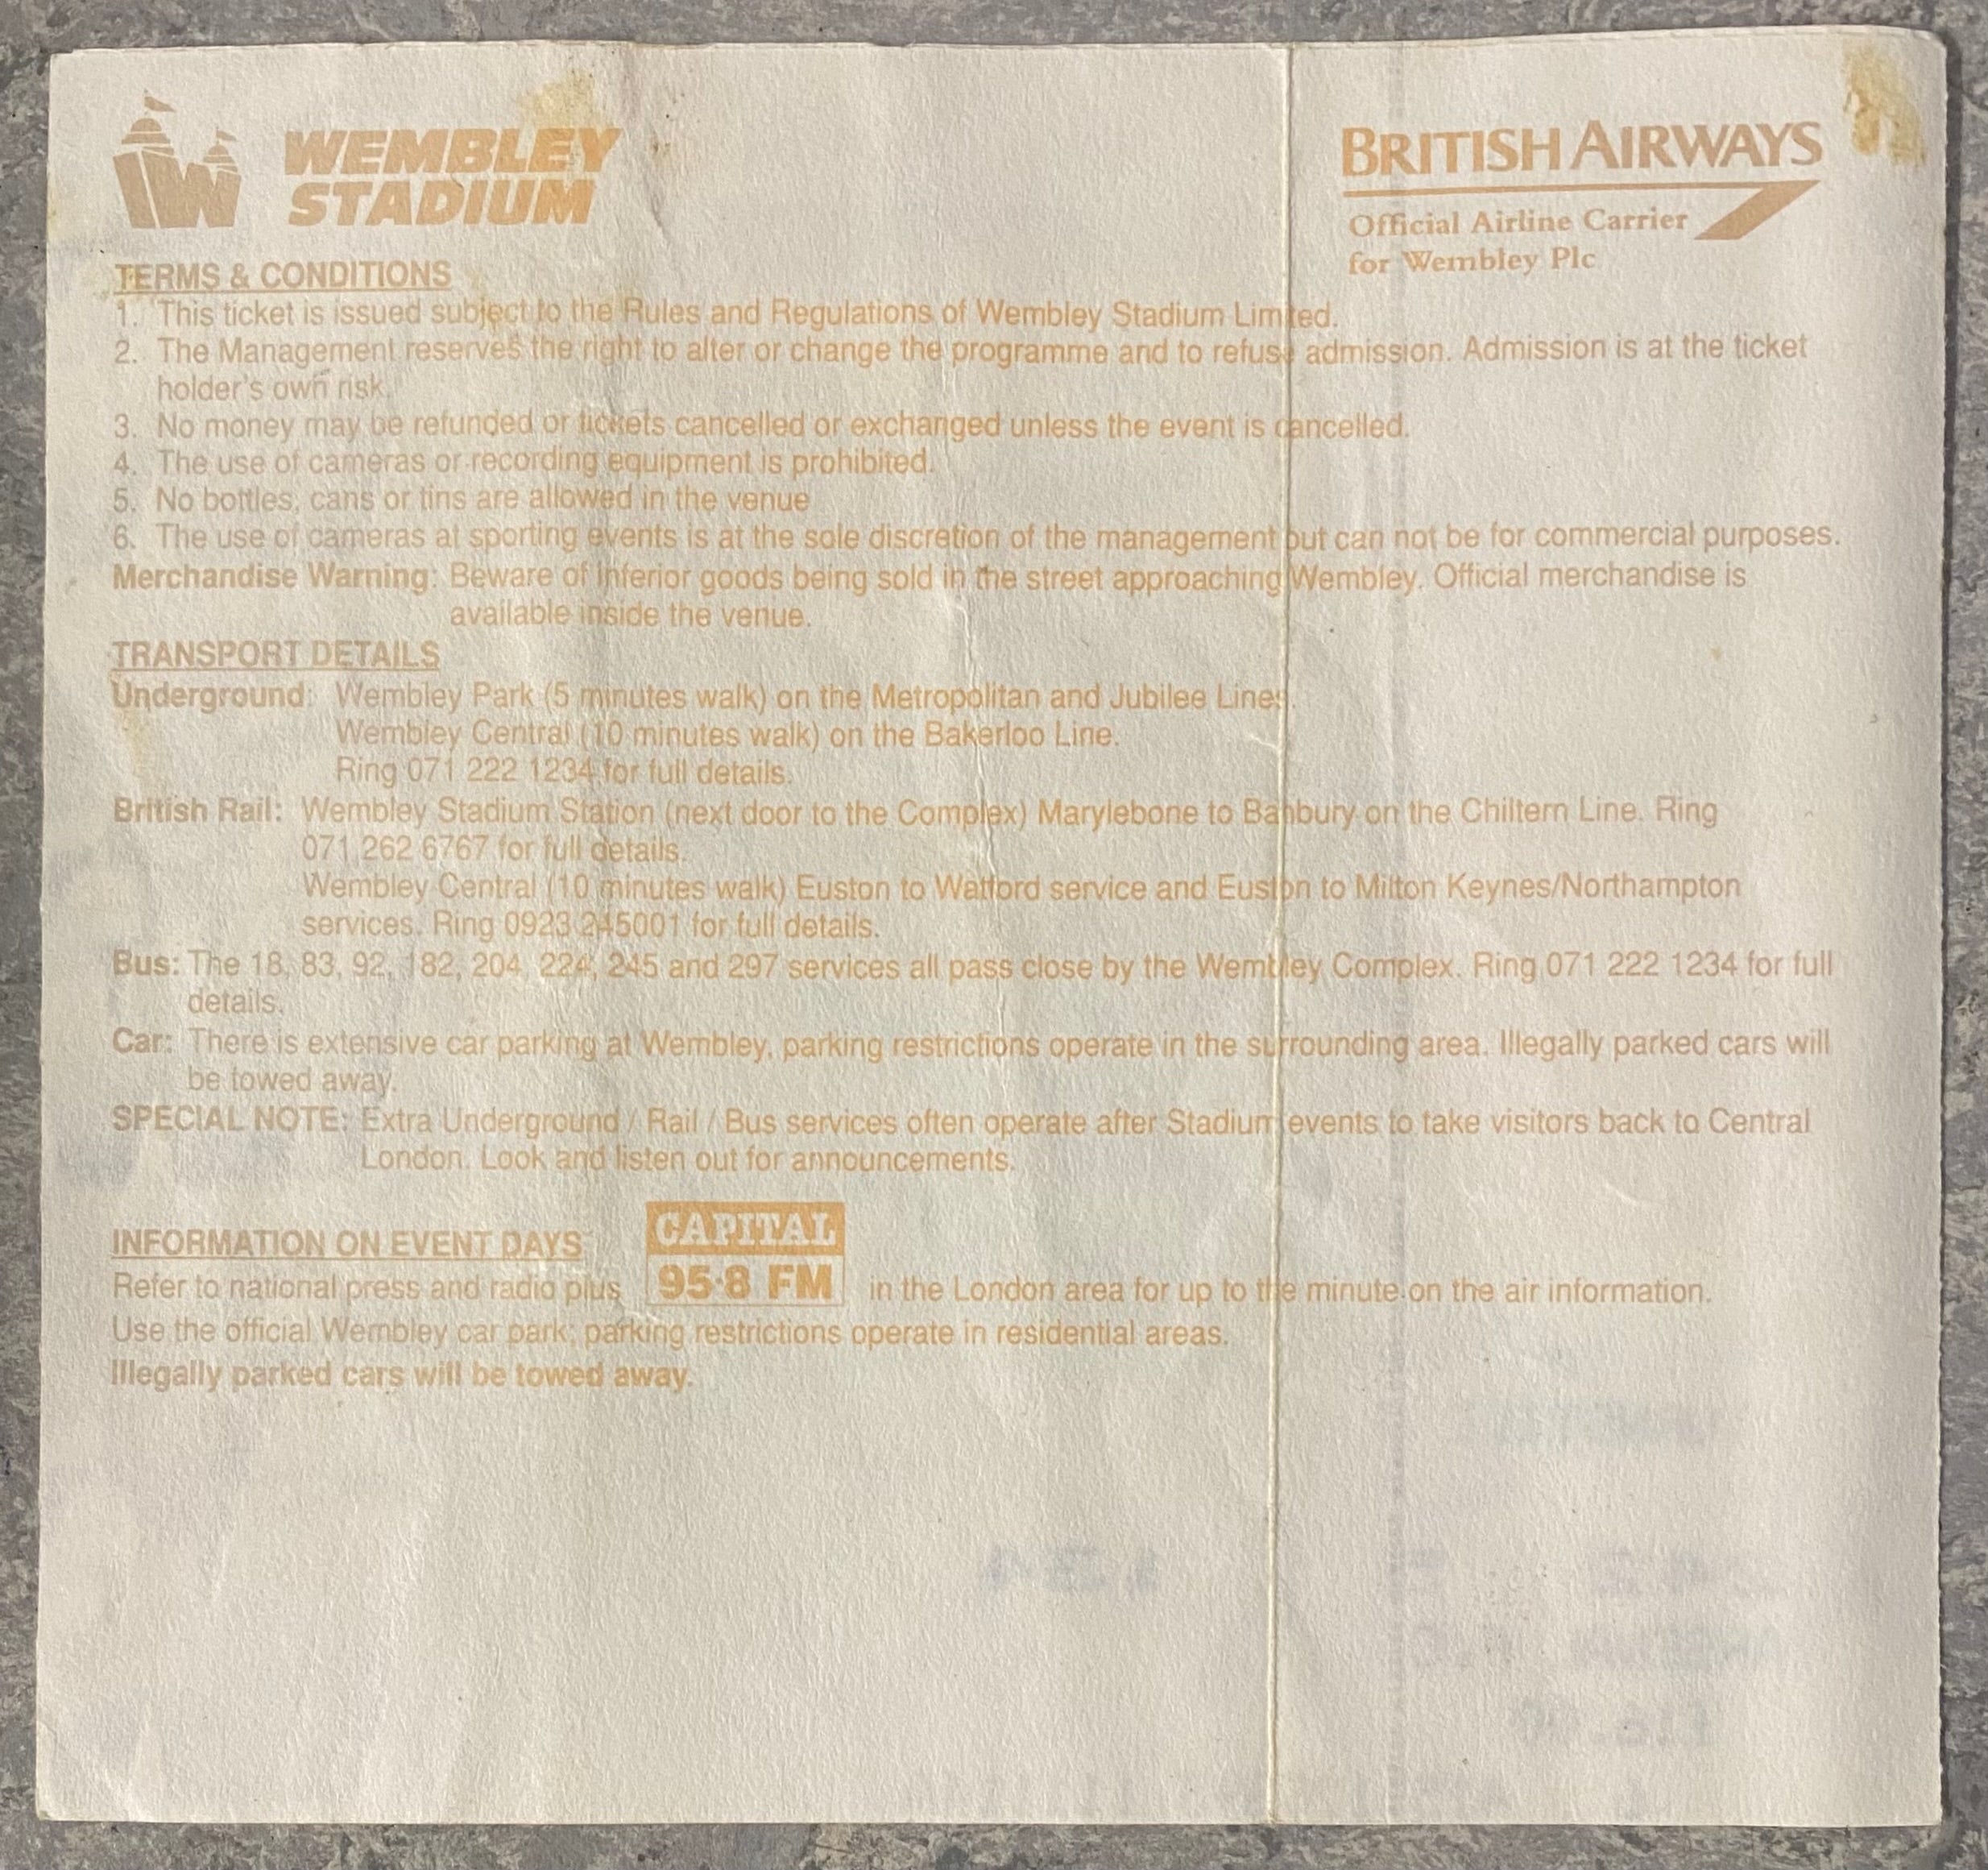 WEMBLEY
STADIUM
BRITISH AIRWAYS
Official Airline Carrier
for Wembley Plc
TERMS & CONDITIONS
1. This ticket is issued subject to the Rules and Regulations of Wembley Stadium Limited.
2. The Management reserves the right to alter or change the programme and to refuse admission. Admission is at the ticket
holder's own risk.
3. No money may be refunded or tickets cancelled or exchanged unless the event is cancelled.
4. The use of cameras or recording equipment is prohibited.
5. No bottles, cans or tins are allowed in the venue
6. The use of cameras at sporting events is at the sole discretion of the management but can not be for commercial purposes.
Merchandise Warning: Beware of inferior goods being sold in the street approaching Wembley. Official merchandise is
available inside the venue.
TRANSPORT DETAILS
Underground: Wembley Park (5 minutes walk) on the Metropolitan and Jubilee Lines.
Wembley Central (10 minutes walk) on the Bakerloo Line.
Ring 071 222 1234 for full details.
British Rail: Wembley Stadium Station (next door to the Complex) Marylebone to Banbury on the Chiltern Line. Ring
071 262 6767 for full details.
Wembley Central (10 minutes walk) Euston to Watford service and Euston to Milton Keynes/Northampton
services. Ring 0923 245001 for full details.
Bus: The 18, 83, 92, 182, 204, 224, 245 and 297 services all pass close by the Wembley Complex. Ring 071 222 1234 for full
details.
Car: There is extensive car parking at Wembley, parking restrictions operate in the surrounding area. Illegally parked cars will
be towed away.
SPECIAL NOTE: Extra Underground / Rail / Bus services often operate after Stadium events to take visitors back to Central
London. Look and listen out for announcements.
CAPITAL
INFORMATION ON EVENT DAYS
Refer to national press and radio plus 95·8 FM in the London area for up to the minute on the air information.
Use the official Wembley car park; parking restrictions operate in residential areas.
Illegally parked cars will be towed away.